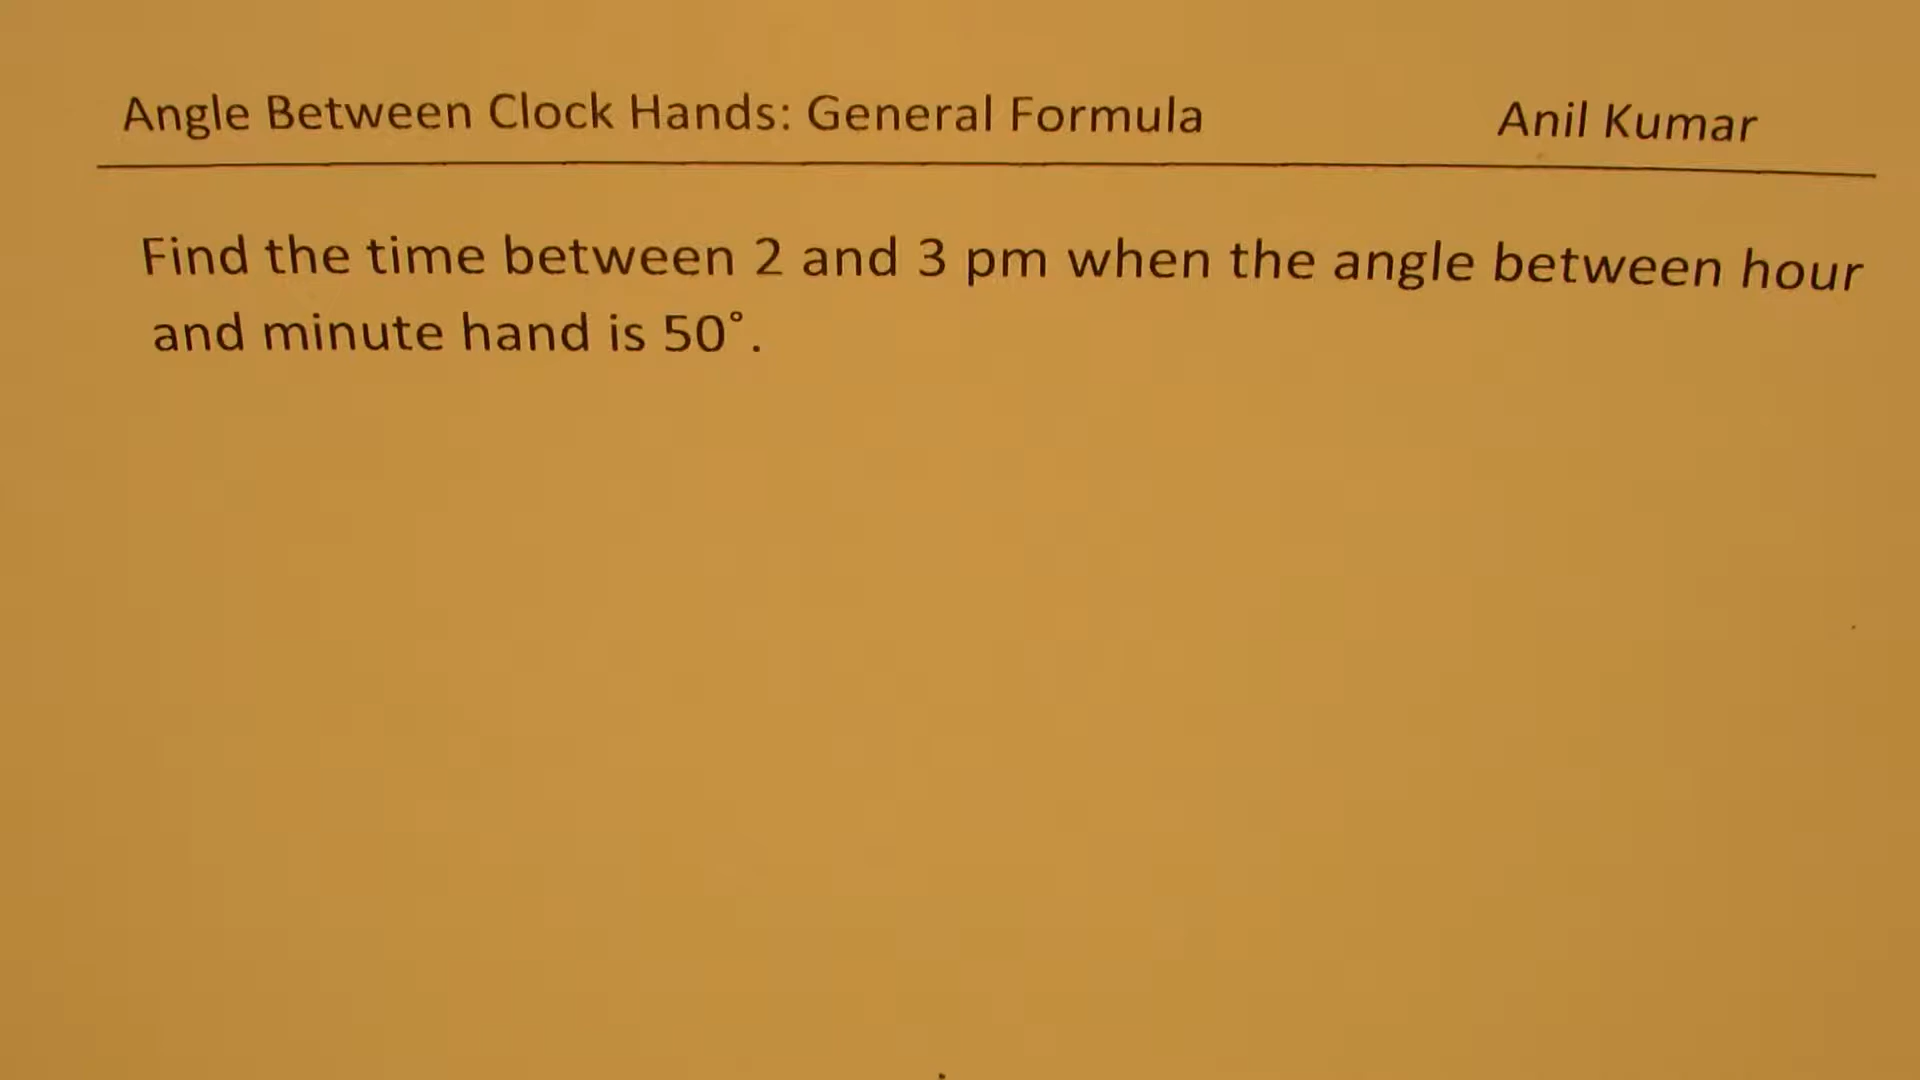 Angle Between Clock Hands: General Formula Anil Kumar
Find the time between 2 and 3 pm when the angle between hour
and minute hand is 50°.